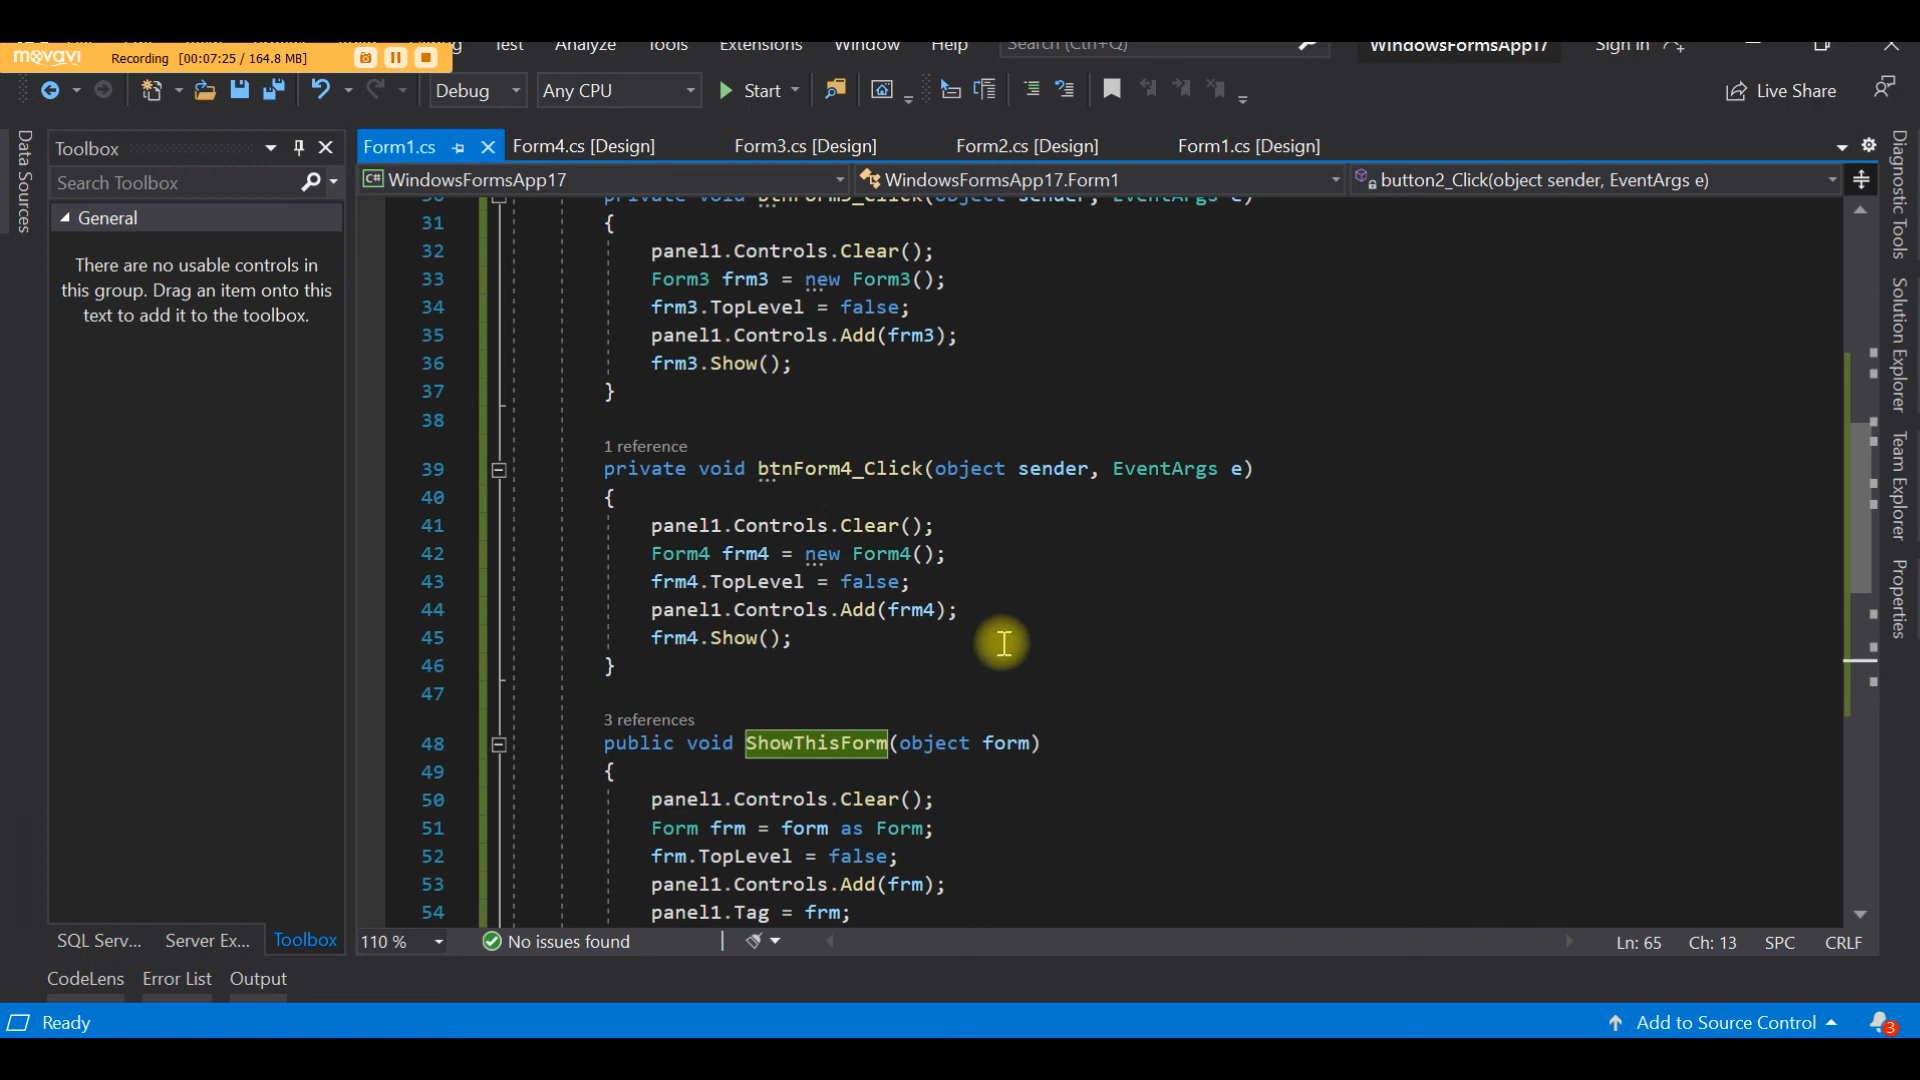 movavi
Recording [00:07:25 / 164.8 MB]
Test Analyze Tools Extensions Window Help Search (Ctrl+Q) WindowsFormsApp17 Sign in
Debug Any CPU Start Live Share
Data Sources
Toolbox
Search Toolbox
General
There are no usable controls in
this group. Drag an item onto this
text to add it to the toolbox.
SQL Serv... Server Ex... Toolbox
Form1.cs Form4.cs [Design] Form3.cs [Design] Form2.cs [Design] Form1.cs [Design]
C# WindowsFormsApp17 WindowsFormsApp17.Form1 button2_Click(object sender, EventArgs e)
30 private void btnForm3_Click(object sender, EventArgs e)
31 {
32 panel1.Controls.Clear();
33 Form3 frm3 = new Form3();
34 frm3.TopLevel = false;
35 panel1.Controls.Add(frm3);
36 frm3.Show();
37 }
38
1 reference
39 private void btnForm4_Click(object sender, EventArgs e)
40 {
41 panel1.Controls.Clear();
42 Form4 frm4 = new Form4();
43 frm4.TopLevel = false;
44 panel1.Controls.Add(frm4);
45 frm4.Show();
46 }
47
3 references
48 public void ShowThisForm(object form)
49 {
50 panel1.Controls.Clear();
51 Form frm = form as Form;
52 frm.TopLevel = false;
53 panel1.Controls.Add(frm);
54 panel1.Tag = frm;
110 % No issues found Ln: 65 Ch: 13 SPC CRLF
Diagnostic Tools
Solution Explorer
Team Explorer
Properties
CodeLens Error List Output
Ready Add to Source Control 3